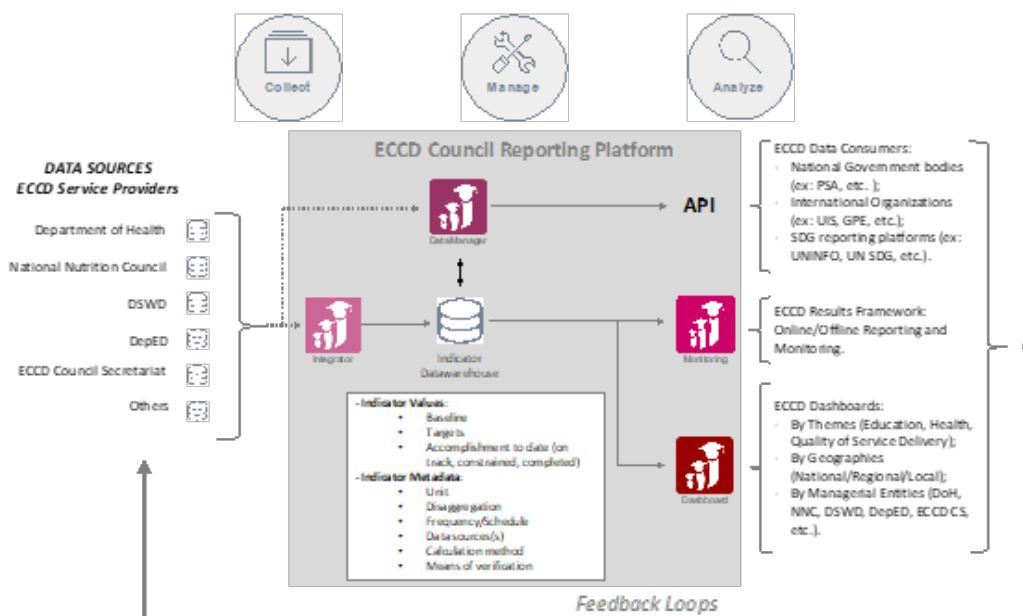 Collect
Manage
Analyze
ECCD Council Reporting Platform
DATA SOURCES
ECCD Service Providers
Department of Health
National Nutrition Council
DSWD
DepED
ECCD Council Secretariat
Others
DataManager
API
Integrator
Indicator
Datawarehouse
Monitoring
Dashboard
- Indicator Values:
• Baseline
• Targets
• Accomplishment to date (on
track, constrained, completed)
- Indicator Metadata:
• Unit
• Disaggregation
• Frequency/Schedule
• Data sources(s)
• Calculation method
• Means of verification
ECCD Data Consumers:
· National Government bodies
(ex: PSA, etc. );
· International Organizations
(ex: UIS, GPE, etc.);
· SDG reporting platforms (ex:
UNINFO, UN SDG, etc.).
ECCD Results Framework:
Online/Offline Reporting and
Monitoring.
ECCD Dashboards:
· By Themes (Education, Health,
Quality of Service Delivery);
· By Geographies
(National/Regional/Local);
· By Managerial Entities (DoH,
NNC, DSWD, DepED, ECCD CS,
etc.).
Feedback Loops